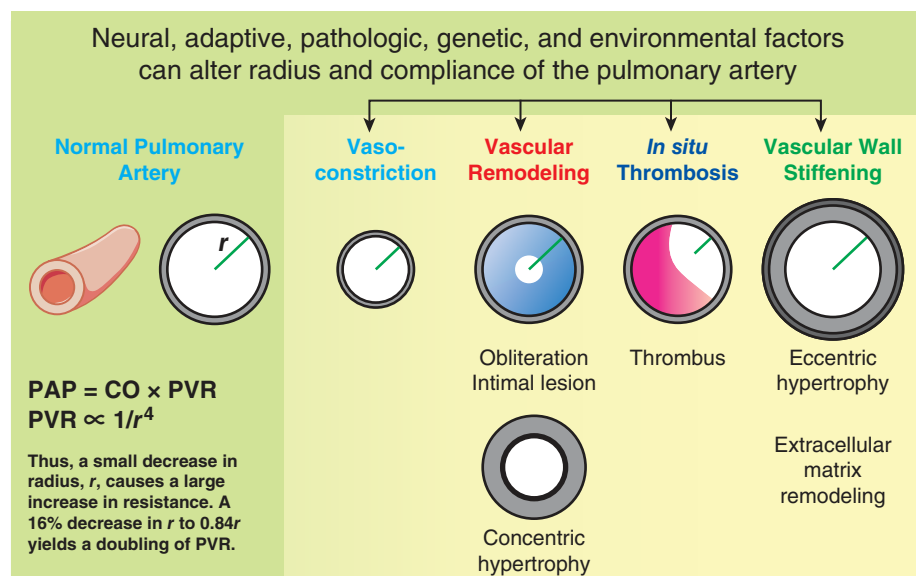 Neural, adaptive, pathologic, genetic, and environmental factors
can alter radius and compliance of the pulmonary artery
Normal Pulmonary
Artery
r
PAP = CO × PVR
PVR ∝ 1/r⁴
Thus, a small decrease in
radius, r, causes a large
increase in resistance. A
16% decrease in r to 0.84r
yields a doubling of PVR.
Vaso-
constriction
Vascular
Remodeling
Obliteration
Intimal lesion
Concentric
hypertrophy
In situ
Thrombosis
Thrombus
Vascular Wall
Stiffening
Eccentric
hypertrophy
Extracellular
matrix
remodeling